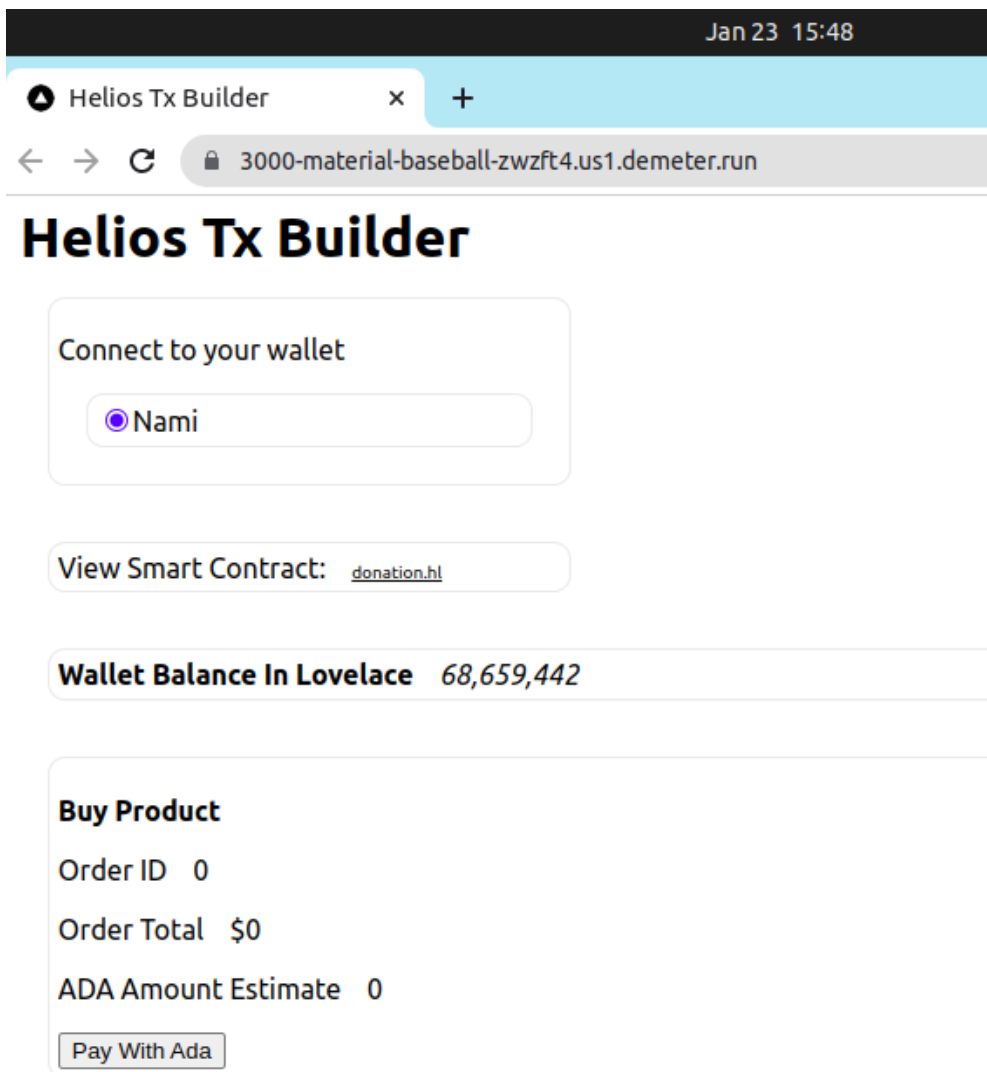 Jan 23 15:48
Helios Tx Builder
3000-material-baseball-zwzft4.us1.demeter.run
Helios Tx Builder
Connect to your wallet
Nami
View Smart Contract: donation.hl
Wallet Balance In Lovelace 68,659,442
Buy Product
Order ID 0
Order Total $0
ADA Amount Estimate 0
Pay With Ada